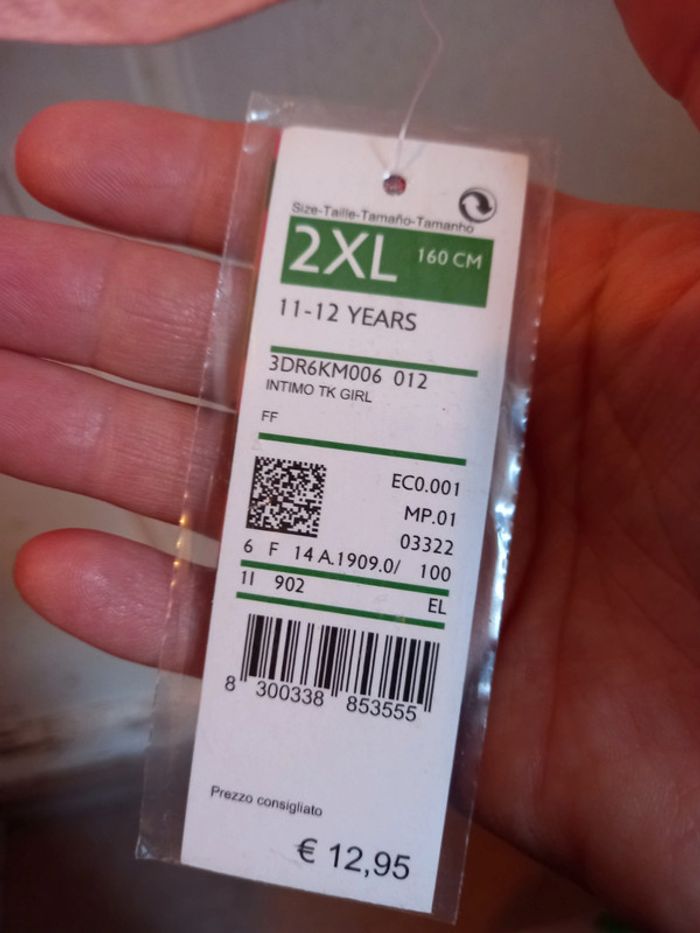 Size-Taille-Tamaño-Tamanho
2XL 160 CM
11-12 YEARS
3DR6KM006 012
INTIMO TK GIRL
FF
EC0.001
MP.01
03322
6 F 14 A.1909.0/ 100
11 902 EL
8 300338 853555
Prezzo consigliato
€ 12,95